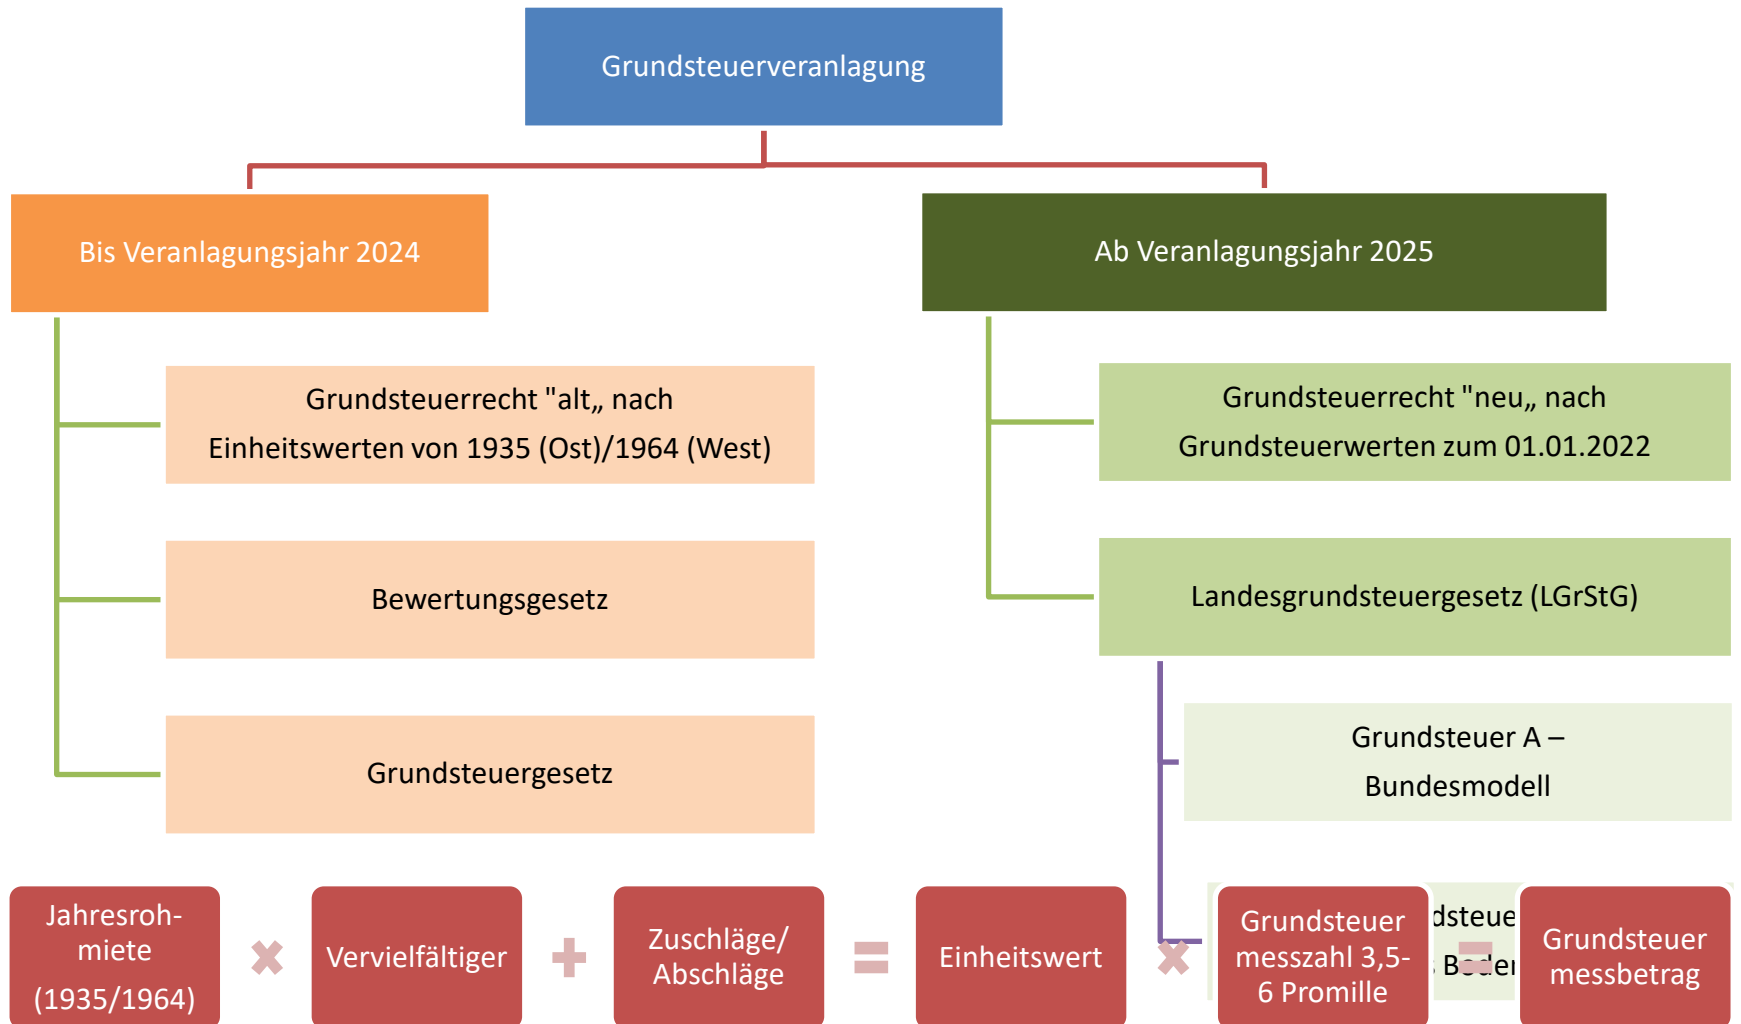 Grundsteuerveranlagung
Bis Veranlagungsjahr 2024
Ab Veranlagungsjahr 2025
Grundsteuerrecht "alt„ nach
Einheitswerten von 1935 (Ost)/1964 (West)
Bewertungsgesetz
Grundsteuergesetz
Grundsteuerrecht "neu„ nach
Grundsteuerwerten zum 01.01.2022
Landesgrundsteuergesetz (LGrStG)
Grundsteuer A –
Bundesmodell
Jahresroh-
miete
(1935/1964)
×
Vervielfältiger
+
Zuschläge/
Abschläge
=
Einheitswert
×
Grundsteuer
messzahl 3,5-
6 Promille
=
Grundsteuer
messbetrag